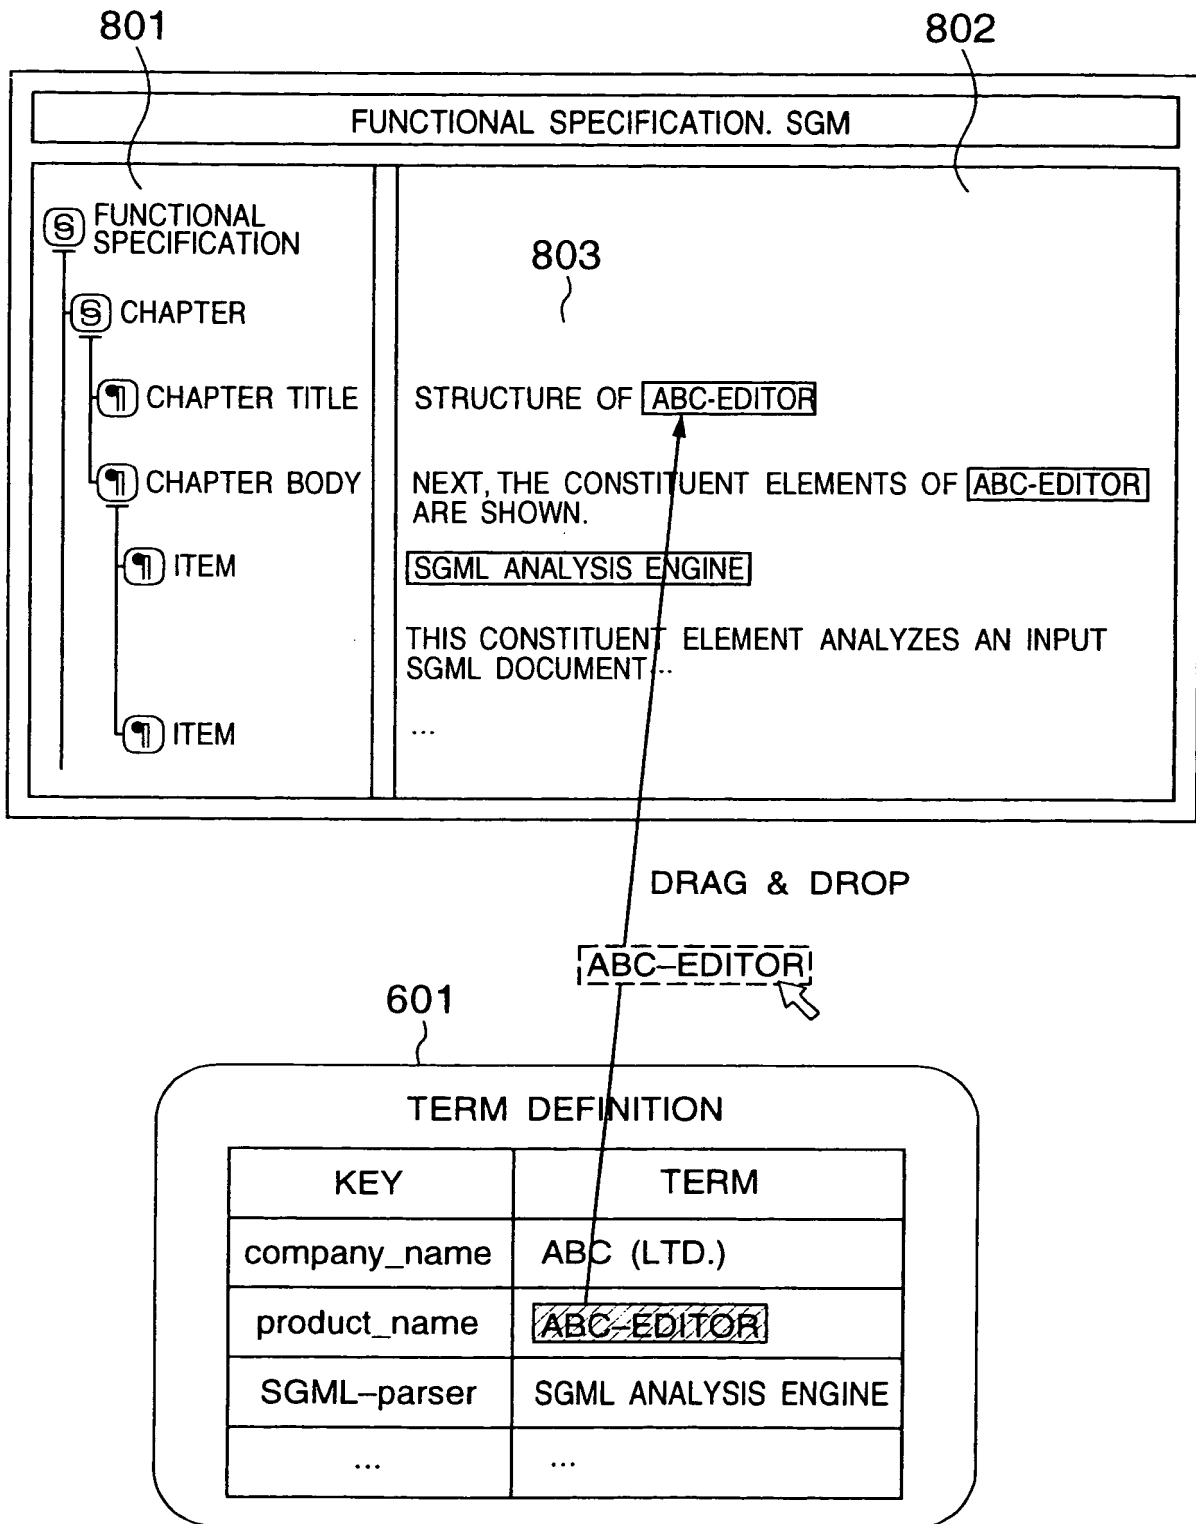 801
802
FUNCTIONAL SPECIFICATION. SGM
FUNCTIONAL
SPECIFICATION
803
CHAPTER
CHAPTER TITLE
STRUCTURE OF ABC-EDITOR
CHAPTER BODY
NEXT, THE CONSTITUENT ELEMENTS OF ABC-EDITOR
ARE SHOWN.
ITEM
SGML ANALYSIS ENGINE
THIS CONSTITUENT ELEMENT ANALYZES AN INPUT
SGML DOCUMENT...
ITEM
...
DRAG & DROP
ABC–EDITOR
601
TERM DEFINITION
KEY TERM
company_name ABC (LTD.)
product_name ABC–EDITOR
SGML–parser SGML ANALYSIS ENGINE
... ...